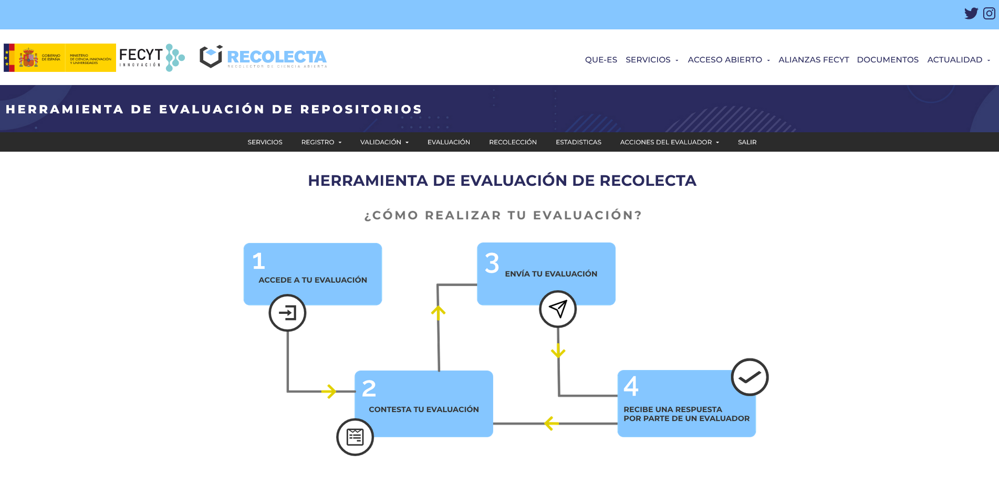 GOBIERNO
DE ESPAÑA
MINISTERIO
DE CIENCIA, INNOVACIÓN
Y UNIVERSIDADES
FECYT
INNOVACIÓN
RECOLECTA
RECOLECTOR DE CIENCIA ABIERTA
QUE-ES SERVICIOS ACCESO ABIERTO ALIANZAS FECYT DOCUMENTOS ACTUALIDAD
HERRAMIENTA DE EVALUACIÓN DE REPOSITORIOS
SERVICIOS REGISTRO VALIDACIÓN EVALUACIÓN RECOLECCIÓN ESTADISTICAS ACCIONES DEL EVALUADOR SALIR
HERRAMIENTA DE EVALUACIÓN DE RECOLECTA
¿CÓMO REALIZAR TU EVALUACIÓN?
1
ACCEDE A TU EVALUACIÓN
2
CONTESTA TU EVALUACIÓN
3
ENVÍA TU EVALUACIÓN
4
RECIBE UNA RESPUESTA
POR PARTE DE UN EVALUADOR